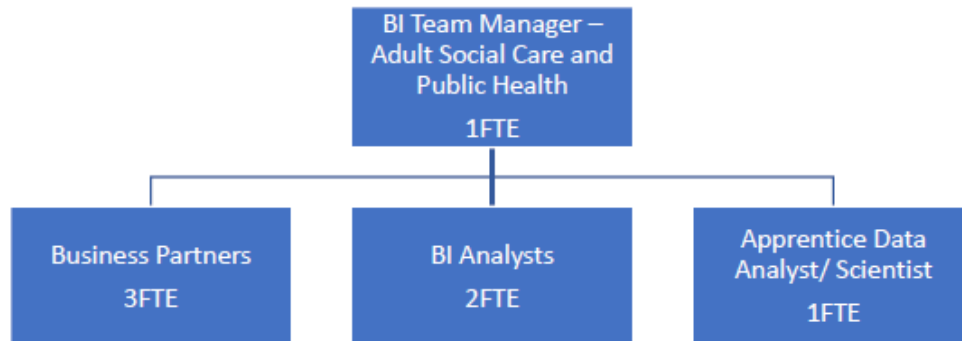 BI Team Manager –
Adult Social Care and
Public Health
1FTE
Business Partners
3FTE
BI Analysts
2FTE
Apprentice Data
Analyst/ Scientist
1FTE